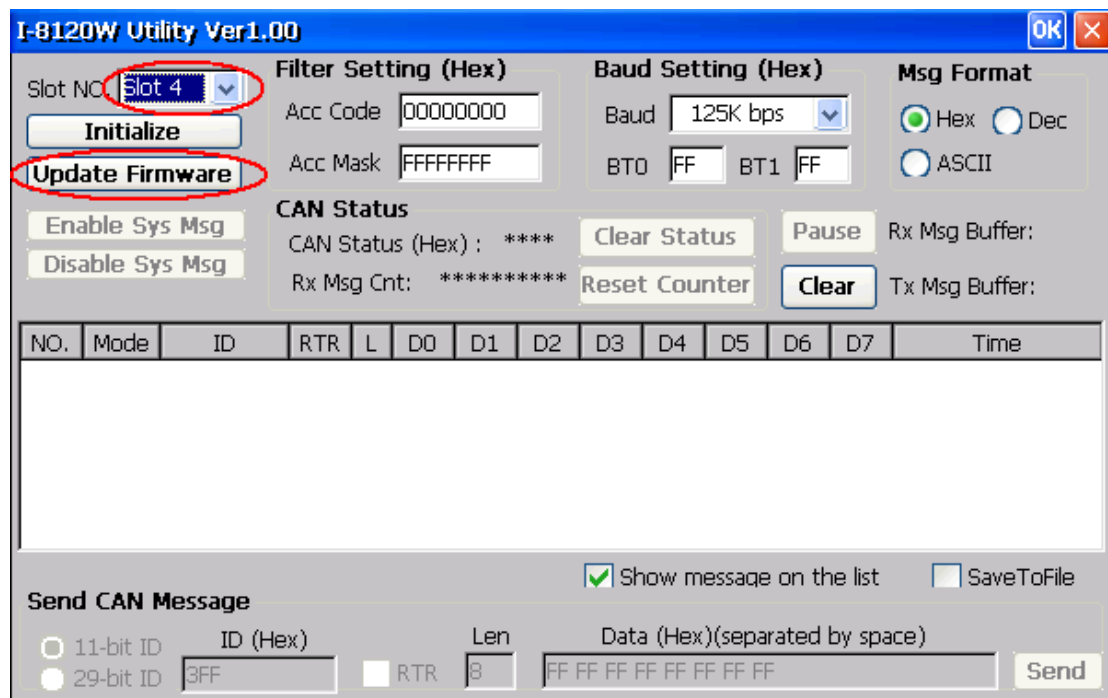 I-8120W Utility Ver1.00 OK
Slot NO. Slot 4
Initialize
Update Firmware
Enable Sys Msg
Disable Sys Msg
Filter Setting (Hex)
Acc Code 00000000
Acc Mask FFFFFFFF
Baud Setting (Hex)
Baud 125K bps
BT0 FF BT1 FF
Msg Format
Hex Dec
ASCII
CAN Status
CAN Status (Hex) : **** Clear Status
Rx Msg Cnt: ********** Reset Counter
Pause Rx Msg Buffer:
Clear Tx Msg Buffer:
NO. Mode ID RTR L D0 D1 D2 D3 D4 D5 D6 D7 Time
Show message on the list SaveToFile
Send CAN Message
11-bit ID
29-bit ID
ID (Hex)
3FF
RTR
Len
8
Data (Hex)(separated by space)
FF FF FF FF FF FF FF FF
Send